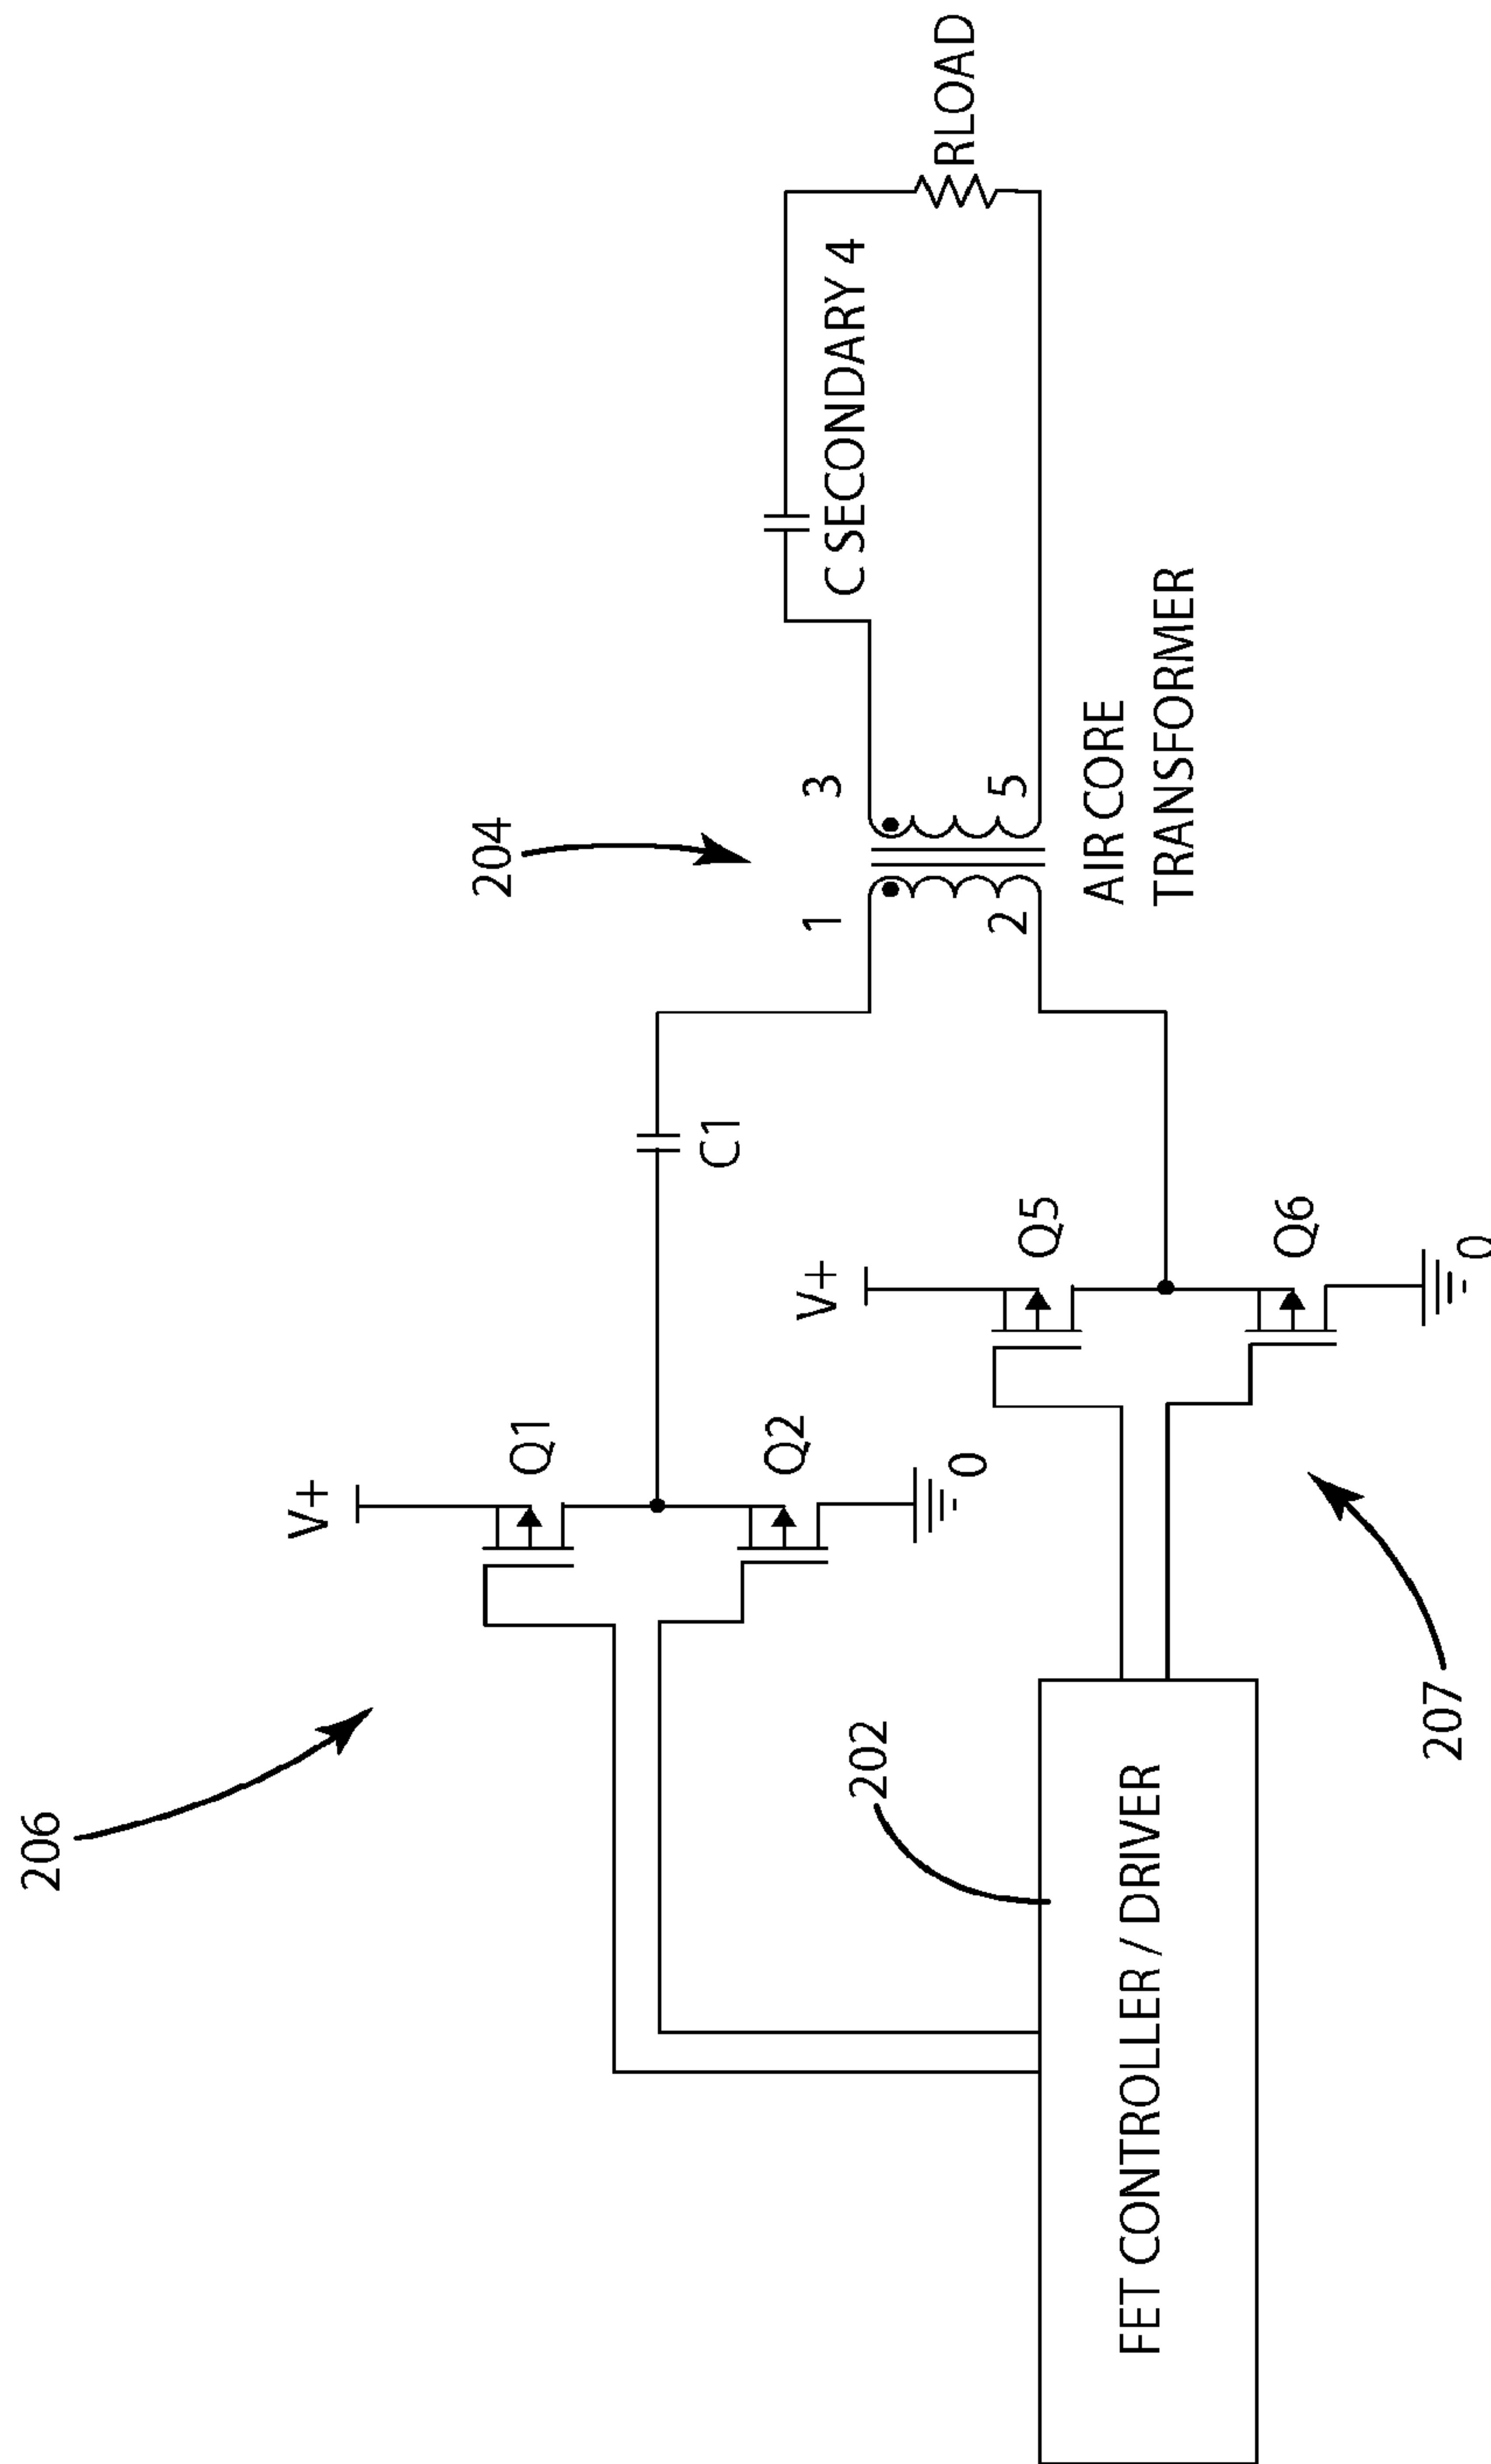 206
V+
Q1
Q2
0
C1
204
1
3
2
5
C SECONDARY 4
RLOAD
AIR CORE
TRANSFORMER
V+
Q5
Q6
0
202
FET CONTROLLER / DRIVER
207